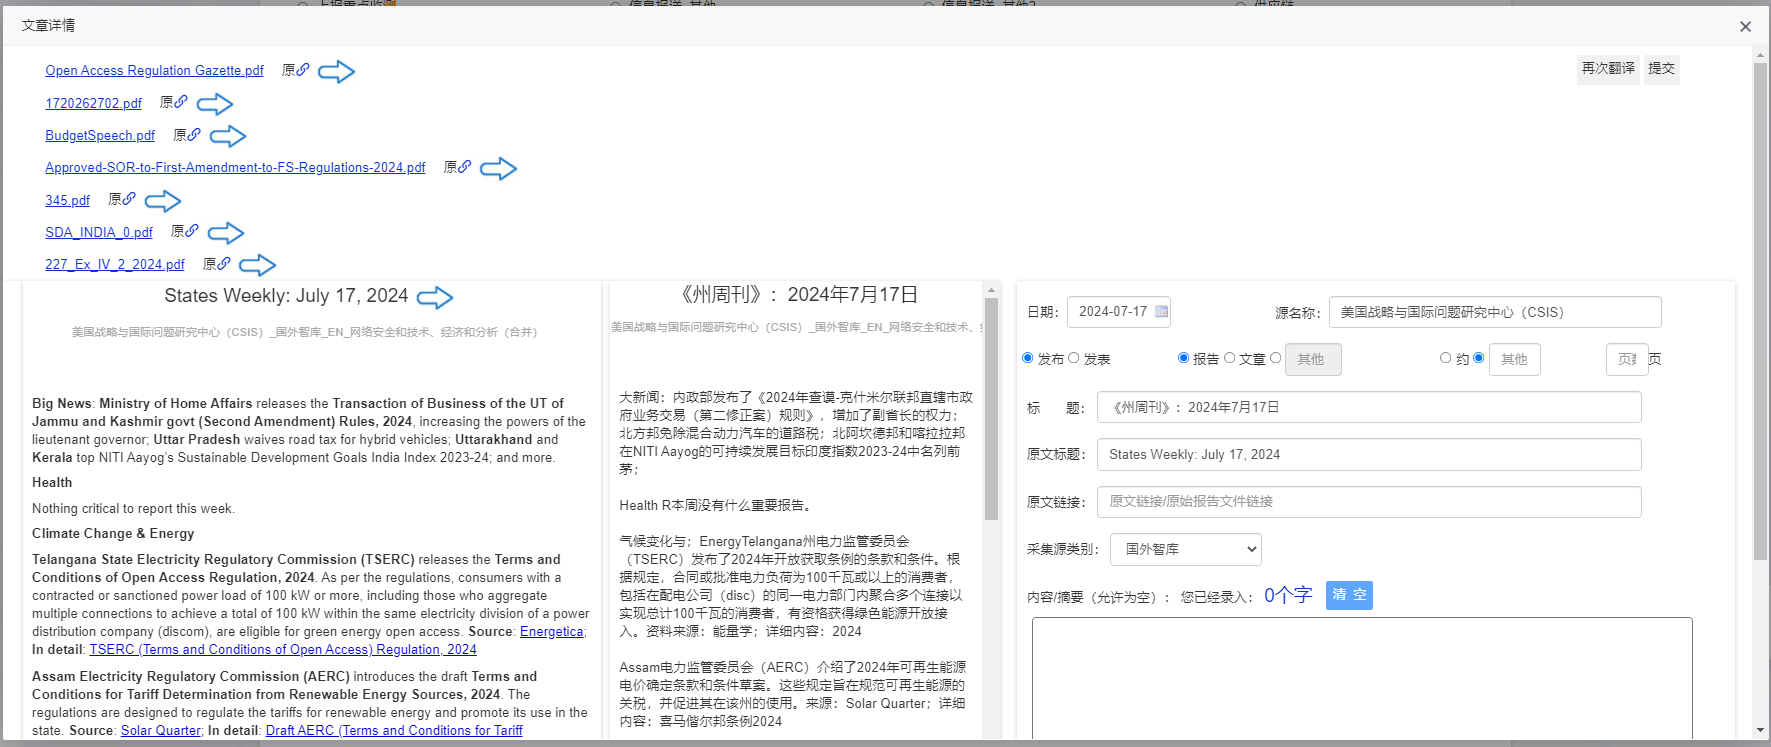 文章详情
Open Access Regulation Gazette.pdf 原
再次翻译 提交
1720262702.pdf 原
BudgetSpeech.pdf 原
Approved-SOR-to-First-Amendment-to-FS-Regulations-2024.pdf 原
345.pdf 原
SDA_INDIA_0.pdf 原
227_Ex_IV_2_2024.pdf 原
States Weekly: July 17, 2024
美国战略与国际问题研究中心（CSIS）_国外智库_EN_网络安全和技术、经济和分析（合并）
Big News: Ministry of Home Affairs releases the Transaction of Business of the UT of
Jammu and Kashmir govt (Second Amendment) Rules, 2024, increasing the powers of the
lieutenant governor; Uttar Pradesh waives road tax for hybrid vehicles; Uttarakhand and
Kerala top NITI Aayog's Sustainable Development Goals India Index 2023-24; and more.
Health
Nothing critical to report this week.
Climate Change & Energy
Telangana State Electricity Regulatory Commission (TSERC) releases the Terms and
Conditions of Open Access Regulation, 2024. As per the regulations, consumers with a
contracted or sanctioned power load of 100 kW or more, including those who aggregate
multiple connections to achieve a total of 100 kW within the same electricity division of a power
distribution company (discom), are eligible for green energy open access. Source: Energetica;
In detail: TSERC (Terms and Conditions of Open Access) Regulation, 2024
Assam Electricity Regulatory Commission (AERC) introduces the draft Terms and
Conditions for Tariff Determination from Renewable Energy Sources, 2024. The
regulations are designed to regulate the tariffs for renewable energy and promote its use in the
state. Source: Solar Quarter; In detail: Draft AERC (Terms and Conditions for Tariff
《州周刊》：2024年7月17日
美国战略与国际问题研究中心（CSIS）_国外智库_EN_网络安全和技术、
大新闻：内政部发布了《2024年查谟-克什米尔联邦直辖市政
府业务交易（第二修正案）规则》，增加了副省长的权力；
北方邦免除混合动力汽车的道路税；北阿坎德邦和喀拉拉邦
在NITI Aayog的可持续发展目标印度指数2023-24中名列前
茅；
Health R本周没有什么重要报告。
气候变化与；EnergyTelangana州电力监管委员会
（TSERC）发布了2024年开放获取条例的条款和条件。根
据规定，合同或批准电力负荷为100千瓦或以上的消费者，
包括在配电公司（disc）的同一电力部门内聚合多个连接以
实现总计100千瓦的消费者，有资格获得绿色能源开放接
入。资料来源：能量学；详细内容：2024
Assam电力监管委员会（AERC）介绍了2024年可再生能源
电价确定条款和条件草案。这些规定旨在规范可再生能源的
关税，并促进其在该州的使用。来源：Solar Quarter；详细
内容：喜马偕尔邦条例2024
日期： 2024-07-17 源名称： 美国战略与国际问题研究中心（CSIS）
发布 发表 报告 文章 其他 约 其他 页
标 题： 《州周刊》：2024年7月17日
原文标题： States Weekly: July 17, 2024
原文链接： 原文链接/原始报告文件链接
采集源类别： 国外智库
内容/摘要（允许为空）： 您已经录入： 0个字 清 空